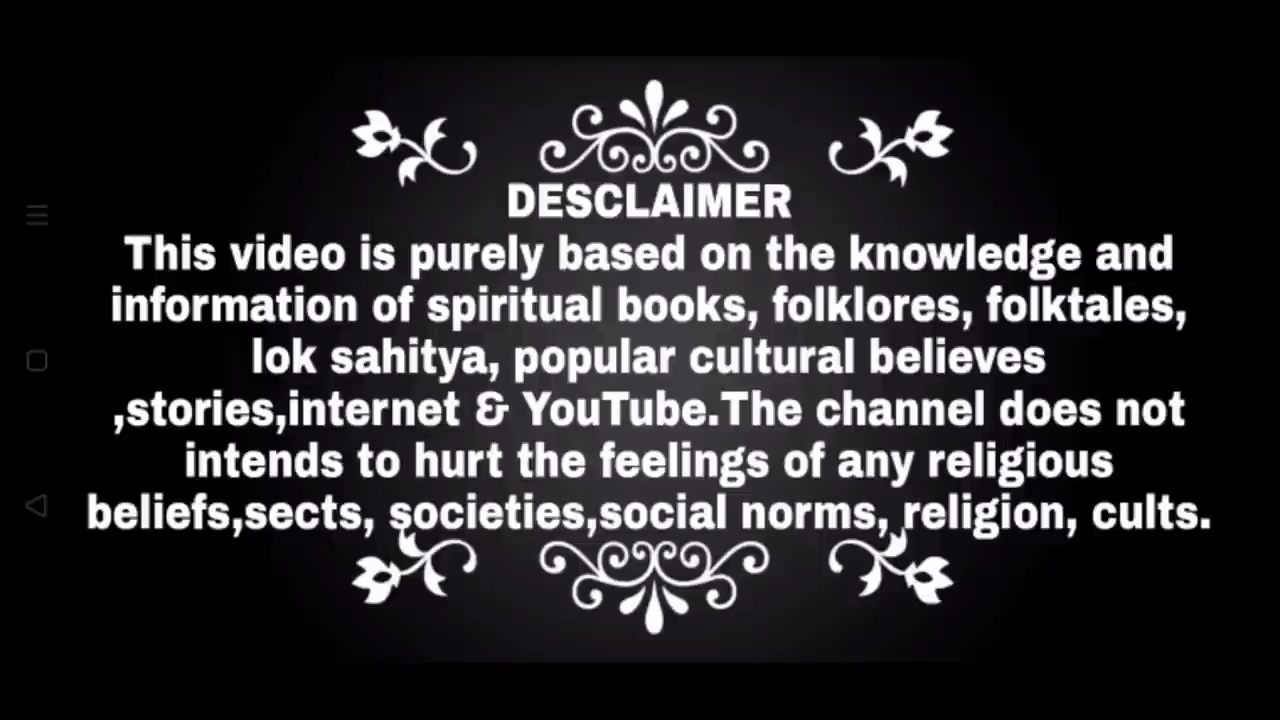 DESCLAIMER
This video is purely based on the knowledge and
information of spiritual books, folklores, folktales,
lok sahitya, popular cultural believes
,stories,internet & YouTube.The channel does not
intends to hurt the feelings of any religious
beliefs,sects, societies,social norms, religion, cults.